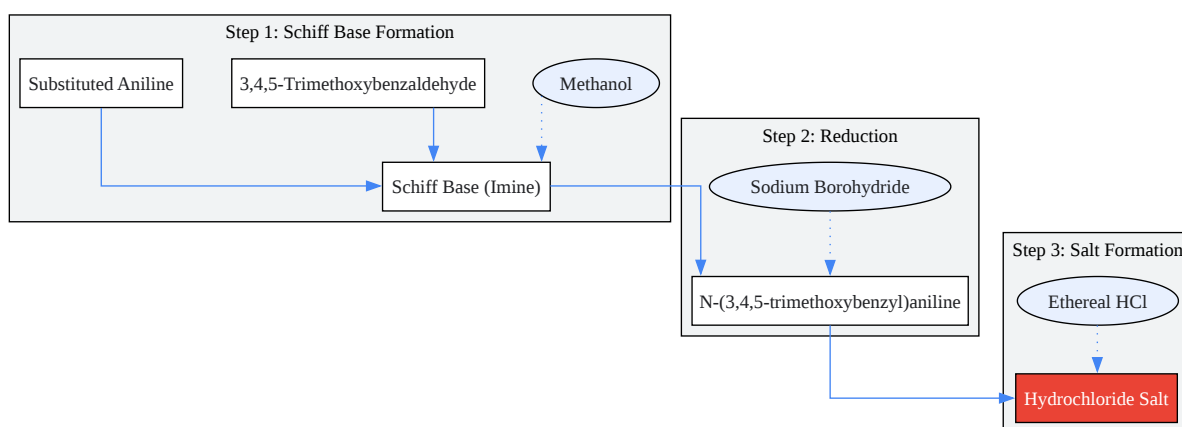 Step 1: Schiff Base Formation
Substituted Aniline
3,4,5-Trimethoxybenzaldehyde
Methanol
Schiff Base (Imine)
Step 2: Reduction
Sodium Borohydride
N-(3,4,5-trimethoxybenzyl)aniline
Step 3: Salt Formation
Ethereal HCl
Hydrochloride Salt